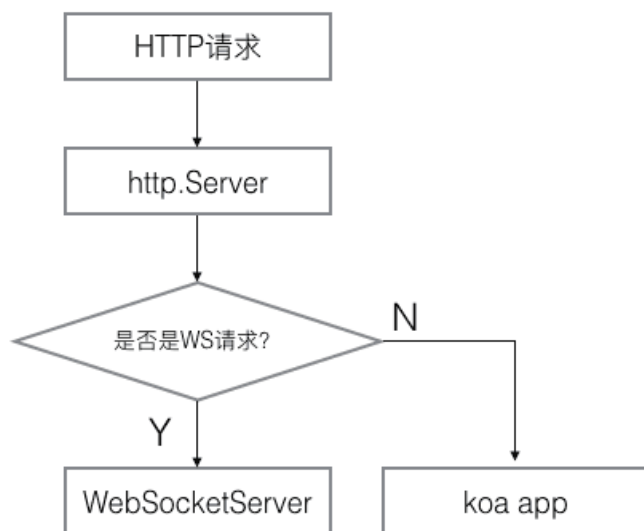 HTTP请求
http.Server
是否是WS请求?
N
Y
WebSocketServer
koa app